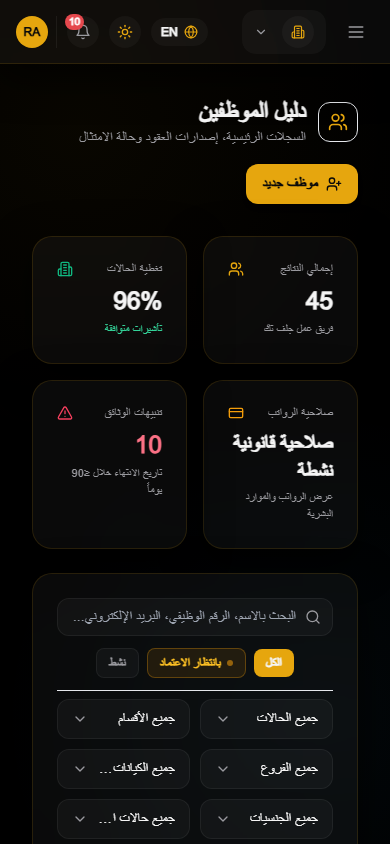 RA
10
EN
دليل الموظفين
السجلات الرئيسية، إصدارات العقود وحالة الامتثال
موظف جديد
إجمالي النتائج
45
فريق عمل جلف تك
تغطية الحالات
96%
تأشيرات متوافقة
صلاحية الرواتب
صلاحية قانونية
نشطة
عرض الرواتب والموارد
البشرية
تنبيهات الوثائق
10
تاريخ الانتهاء خلال ≤90
يوماً
البحث بالاسم، الرقم الوظيفي، البريد الإلكتروني...
الكل
بانتظار الاعتماد
نشط
جميع الحالات
جميع الأقسام
جميع الفروع
جميع الكيانات ...
جميع الجنسيات
جميع حالات ا...